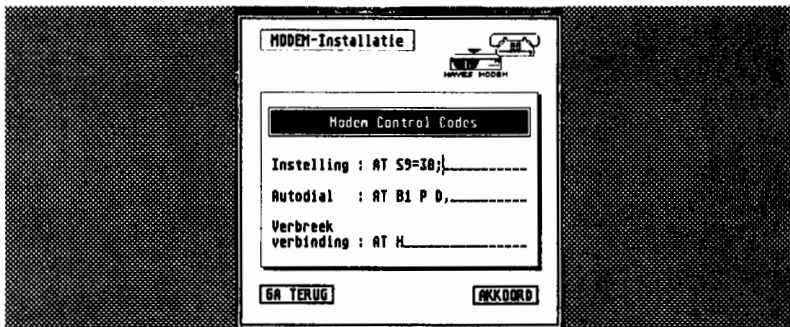 MODEM-Installatie
HAYES MODEM
Modem Control Codes
Instelling : AT S9=30;
Autodial : AT B1 P D,
Verbreek
verbinding : AT H
GA TERUG
AKKOORD